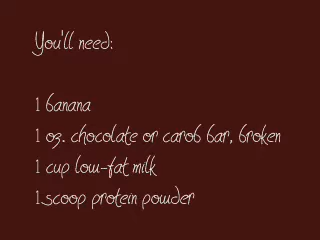 You'll need:
1 banana
1 oz. chocolate or carob bar, broken
1 cup low-fat milk
1 scoop protein powder